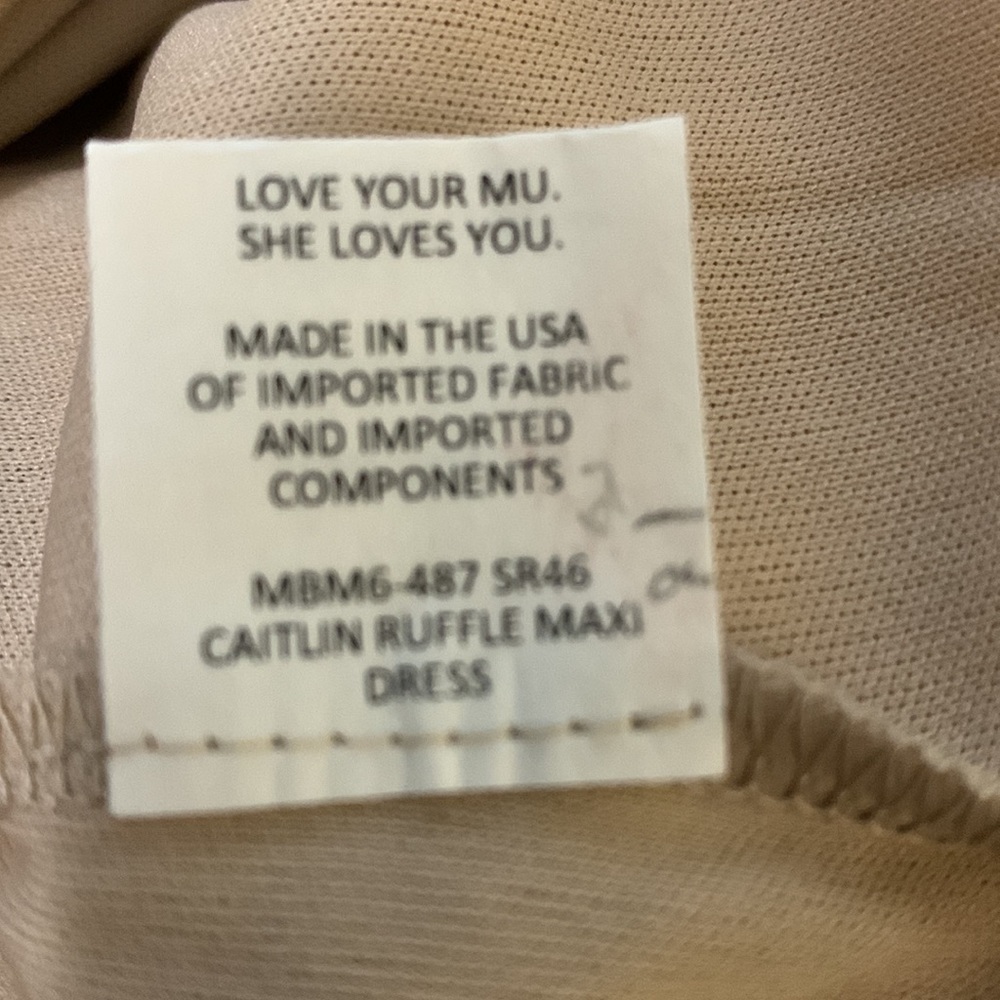 LOVE YOUR MU.
SHE LOVES YOU.
MADE IN THE USA
OF IMPORTED FABRIC
AND IMPORTED
COMPONENTS
MBM6-487 SR46
CAITLIN RUFFLE MAXI
DRESS